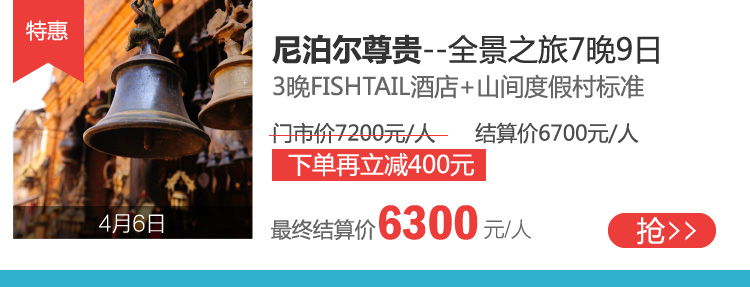 特惠
尼泊尔尊贵--全景之旅7晚9日
3晚FISHTAIL酒店+山间度假村标准
门市价7200元/人 结算价6700元/人
下单再立减400元
4月6日
最终结算价6300元/人
抢>>